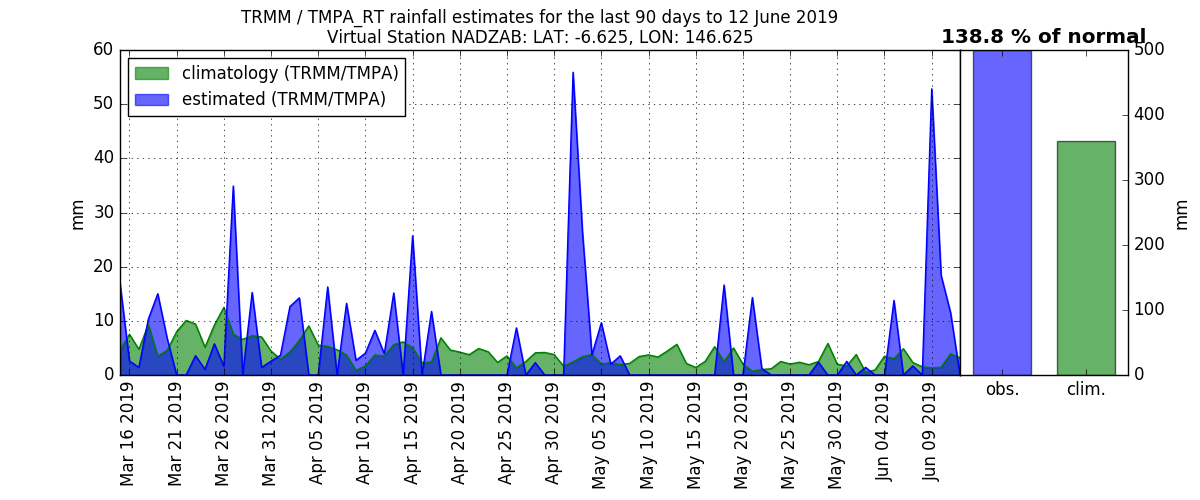 TRMM / TMPA_RT rainfall estimates for the last 90 days to 12 June 2019
Virtual Station NADZAB: LAT: -6.625, LON: 146.625
138.8 % of normal
climatology (TRMM/TMPA)
estimated (TRMM/TMPA)
60
50
40
30
20
10
0
mm
Mar 16 2019
Mar 21 2019
Mar 26 2019
Mar 31 2019
Apr 05 2019
Apr 10 2019
Apr 15 2019
Apr 20 2019
Apr 25 2019
Apr 30 2019
May 05 2019
May 10 2019
May 15 2019
May 20 2019
May 25 2019
May 30 2019
Jun 04 2019
Jun 09 2019
obs.
clim.
500
400
300
200
100
0
mm